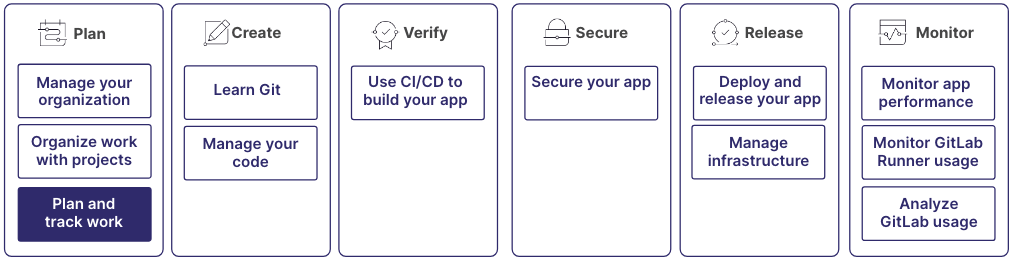 Plan
Manage your
organization
Organize work
with projects
Plan and
track work
Create
Learn Git
Manage your
code
Verify
Use CI/CD to
build your app
Secure
Secure your app
Release
Deploy and
release your app
Manage
infrastructure
Monitor
Monitor app
performance
Monitor GitLab
Runner usage
Analyze
GitLab usage